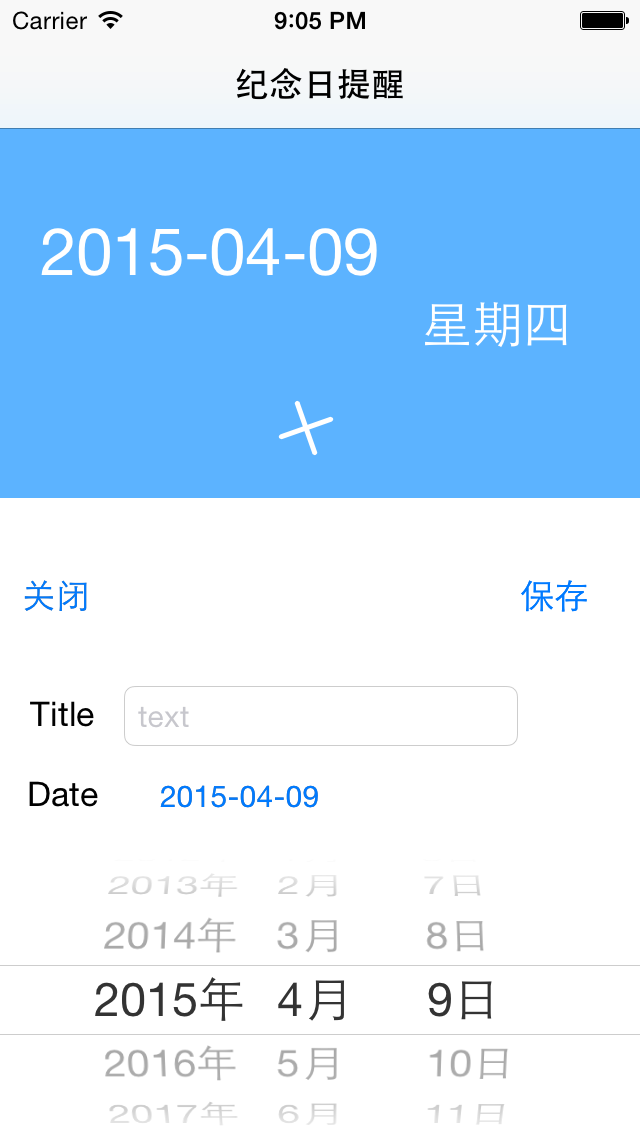 Carrier 9:05 PM
纪念日提醒
2015-04-09
星期四
关闭 保存
Title text
Date 2015-04-09
2013年 2月 7日
2014年 3月 8日
2015年 4月 9日
2016年 5月 10日
2017年 6月 11日